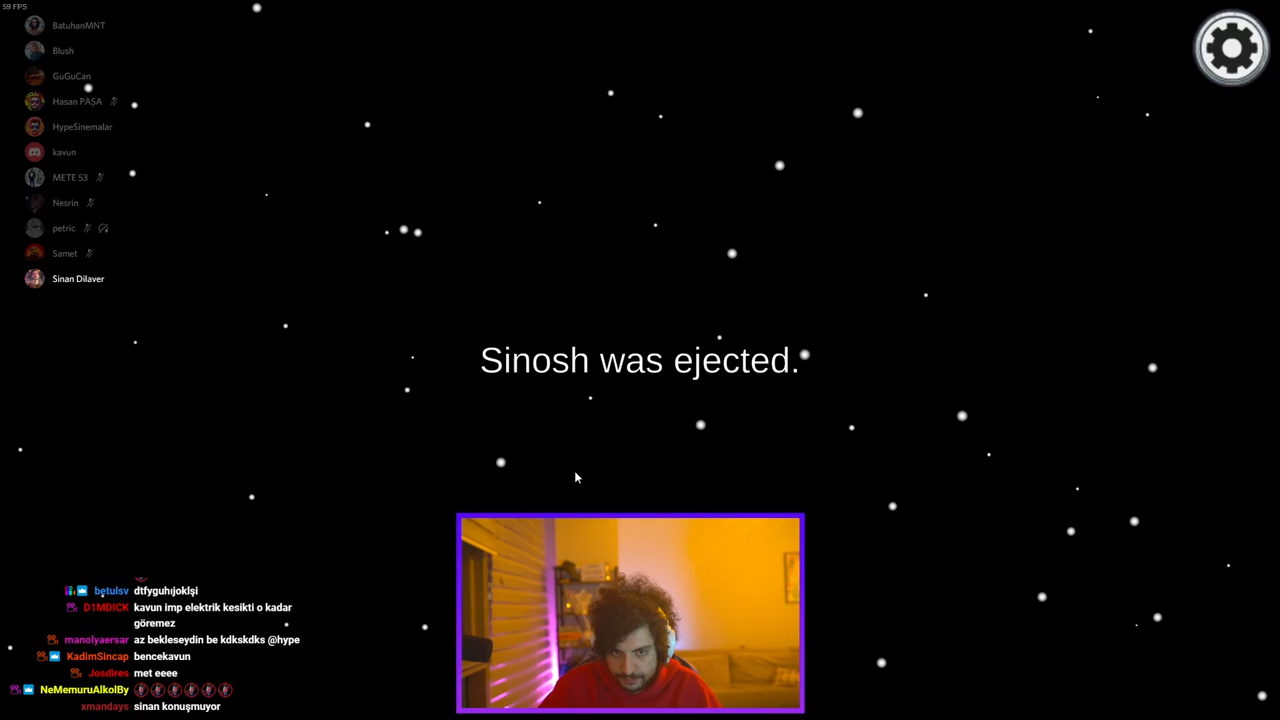 59 FPS
BatuhanMNT
Blush
GuGuCan
Hasan PAŞA
HypeSinemalar
kavun
METE 53
Nesrin
petric
Samet
Sinan Dilaver
Sinosh was ejected.
betulsv dtfyguhıjoklşi
D1MDICK kavun imp elektrik kesikti o kadar
göremez
manolyaersar az bekleseydin be kdkskdks @hype
KadimSincap bencekavun
Josdires met eeee
NeMemuruAlkolBy
xmandays sinan konuşmuyor